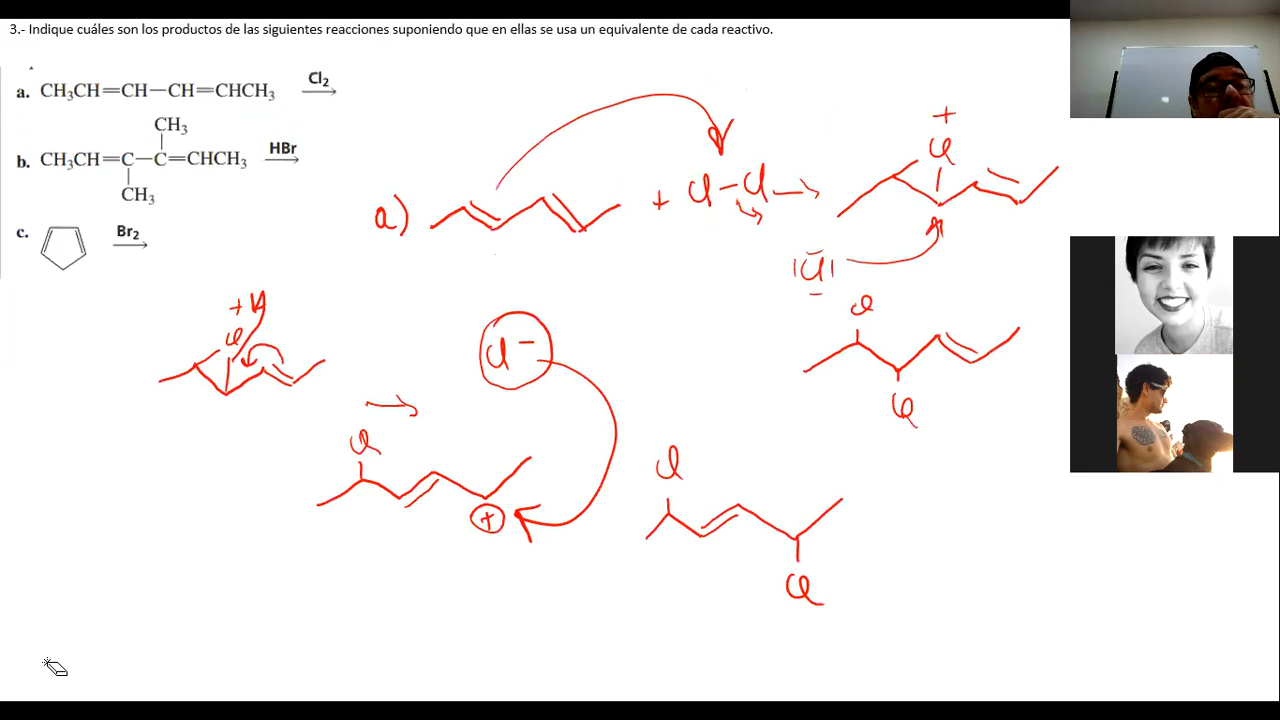 3.- Indique cuáles son los productos de las siguientes reacciones suponiendo que en ellas se usa un equivalente de cada reactivo.
a. CH₃CH=CH—CH=CHCH₃ Cl₂ →
CH₃
b. CH₃CH=C—C=CHCH₃ HBr →
CH₃
c. Br₂ →
a) + Cl-Cl →
+
Cl
|Cl|
Cl
Cl
+
Cl
Cl⁻
→
Cl
+
Cl
Cl